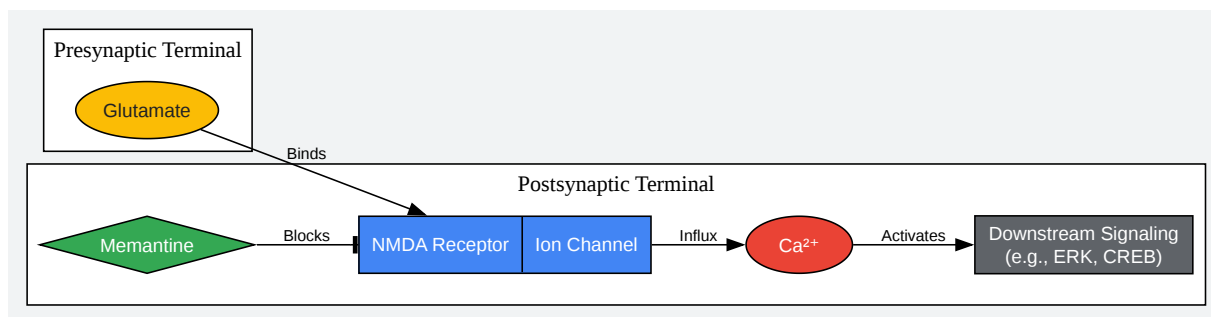 Presynaptic Terminal
Glutamate
Binds
Postsynaptic Terminal
Memantine
Blocks
NMDA Receptor
Ion Channel
Influx
Ca²⁺
Activates
Downstream Signaling
(e.g., ERK, CREB)